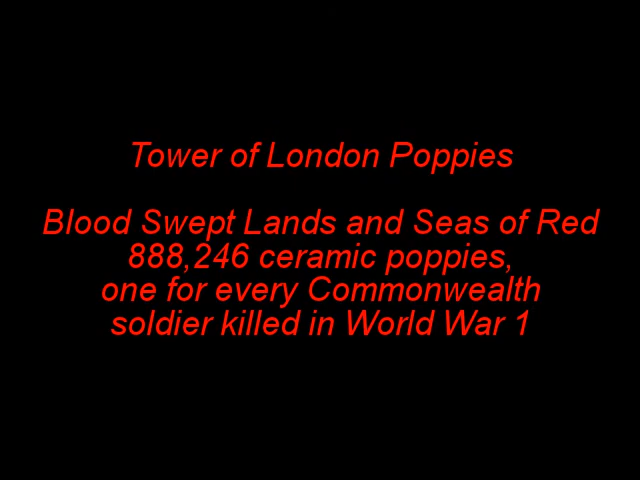 Tower of London Poppies
Blood Swept Lands and Seas of Red
888,246 ceramic poppies,
one for every Commonwealth
soldier killed in World War 1